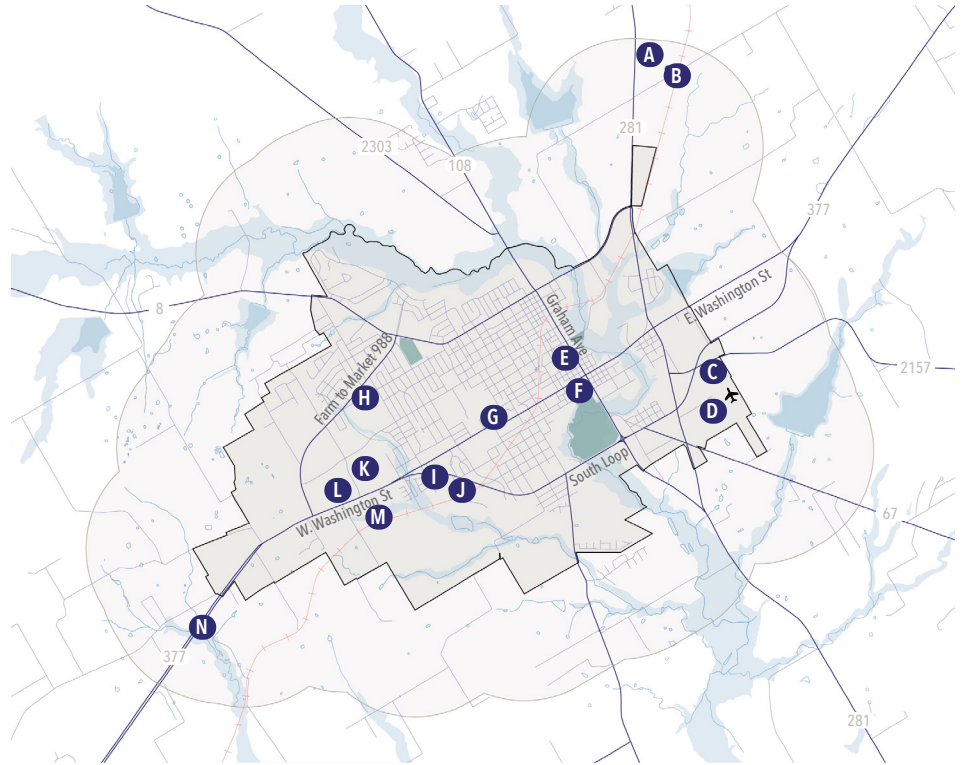 A
B
281
2303
108
377
8
E. Washington St
Graham Ave
Farm to Market 988
E
C
2157
F
H
D
G
K
South Loop
I
L
J
W. Washington St
M
67
N
377
281